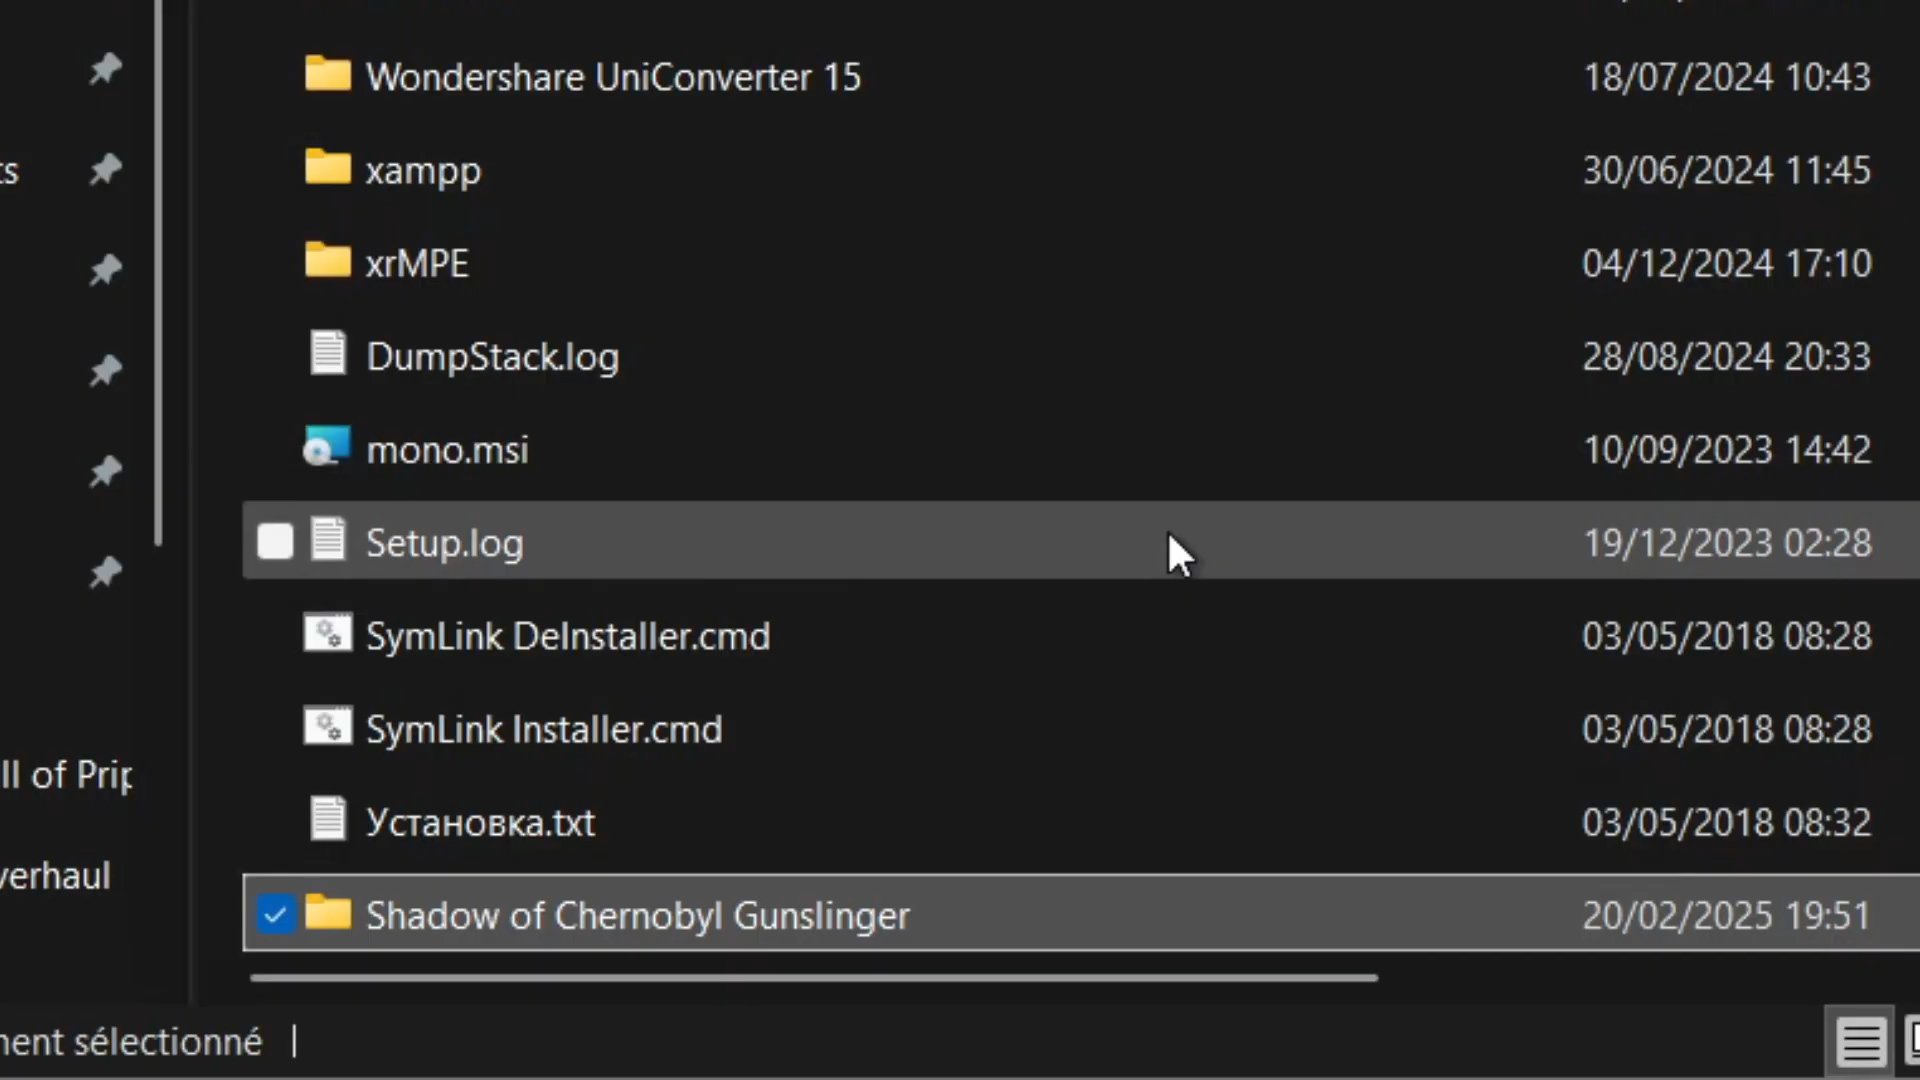 Wondershare UniConverter 15 18/07/2024 10:43
xampp 30/06/2024 11:45
xrMPE 04/12/2024 17:10
DumpStack.log 28/08/2024 20:33
mono.msi 10/09/2023 14:42
Setup.log 19/12/2023 02:28
SymLink DeInstaller.cmd 03/05/2018 08:28
SymLink Installer.cmd 03/05/2018 08:28
ll of Prip
Установка.txt 03/05/2018 08:32
verhaul
Shadow of Chernobyl Gunslinger 20/02/2025 19:51
nent sélectionné